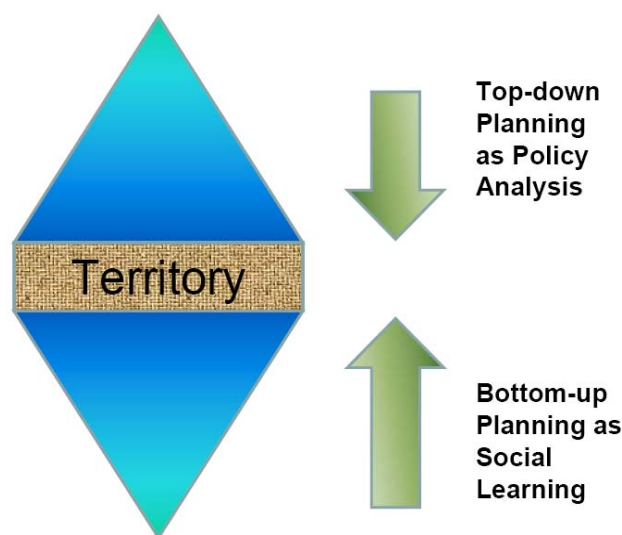 Top-down
Planning
as Policy
Analysis
Territory
Bottom-up
Planning as
Social
Learning